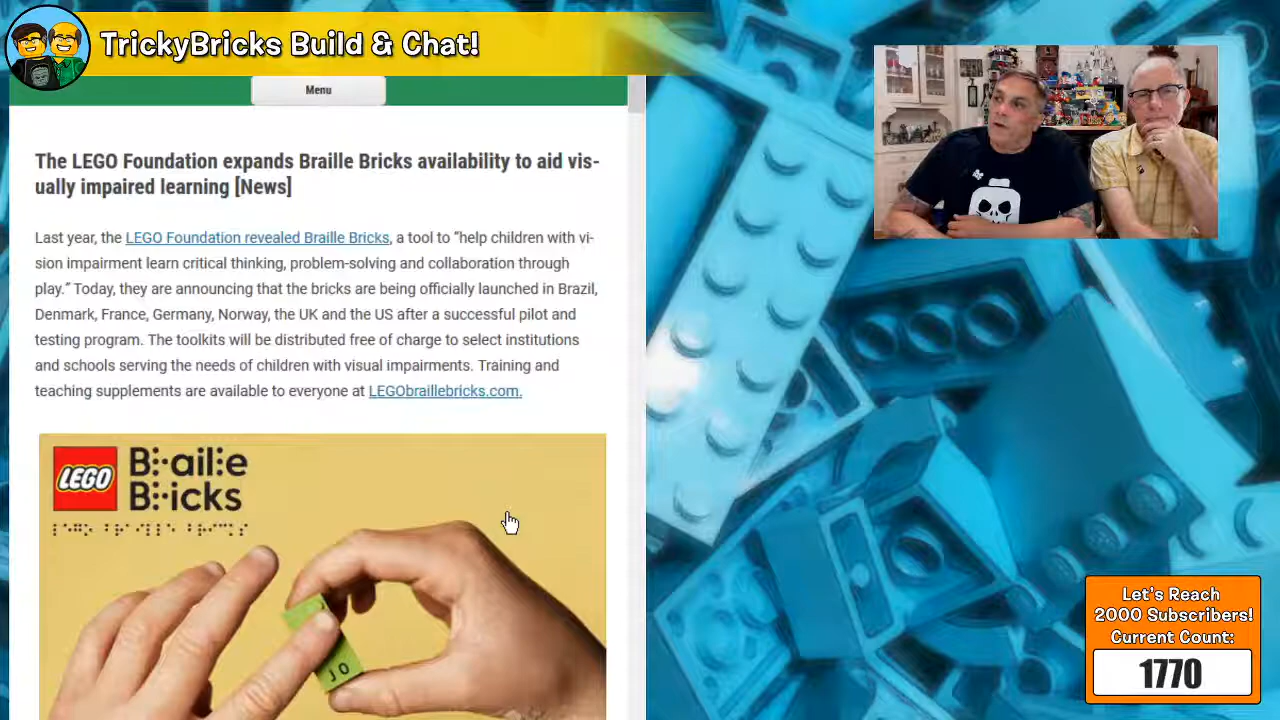 TrickyBricks Build & Chat!
Menu
The LEGO Foundation expands Braille Bricks availability to aid vis-
ually impaired learning [News]
Last year, the LEGO Foundation revealed Braille Bricks, a tool to “help children with vi-
sion impairment learn critical thinking, problem-solving and collaboration through
play.” Today, they are announcing that the bricks are being officially launched in Brazil,
Denmark, France, Germany, Norway, the UK and the US after a successful pilot and
testing program. The toolkits will be distributed free of charge to select institutions
and schools serving the needs of children with visual impairments. Training and
teaching supplements are available to everyone at LEGObraillebricks.com.
LEGO
Braille
Bricks
J O
Let's Reach
2000 Subscribers!
Current Count:
1770